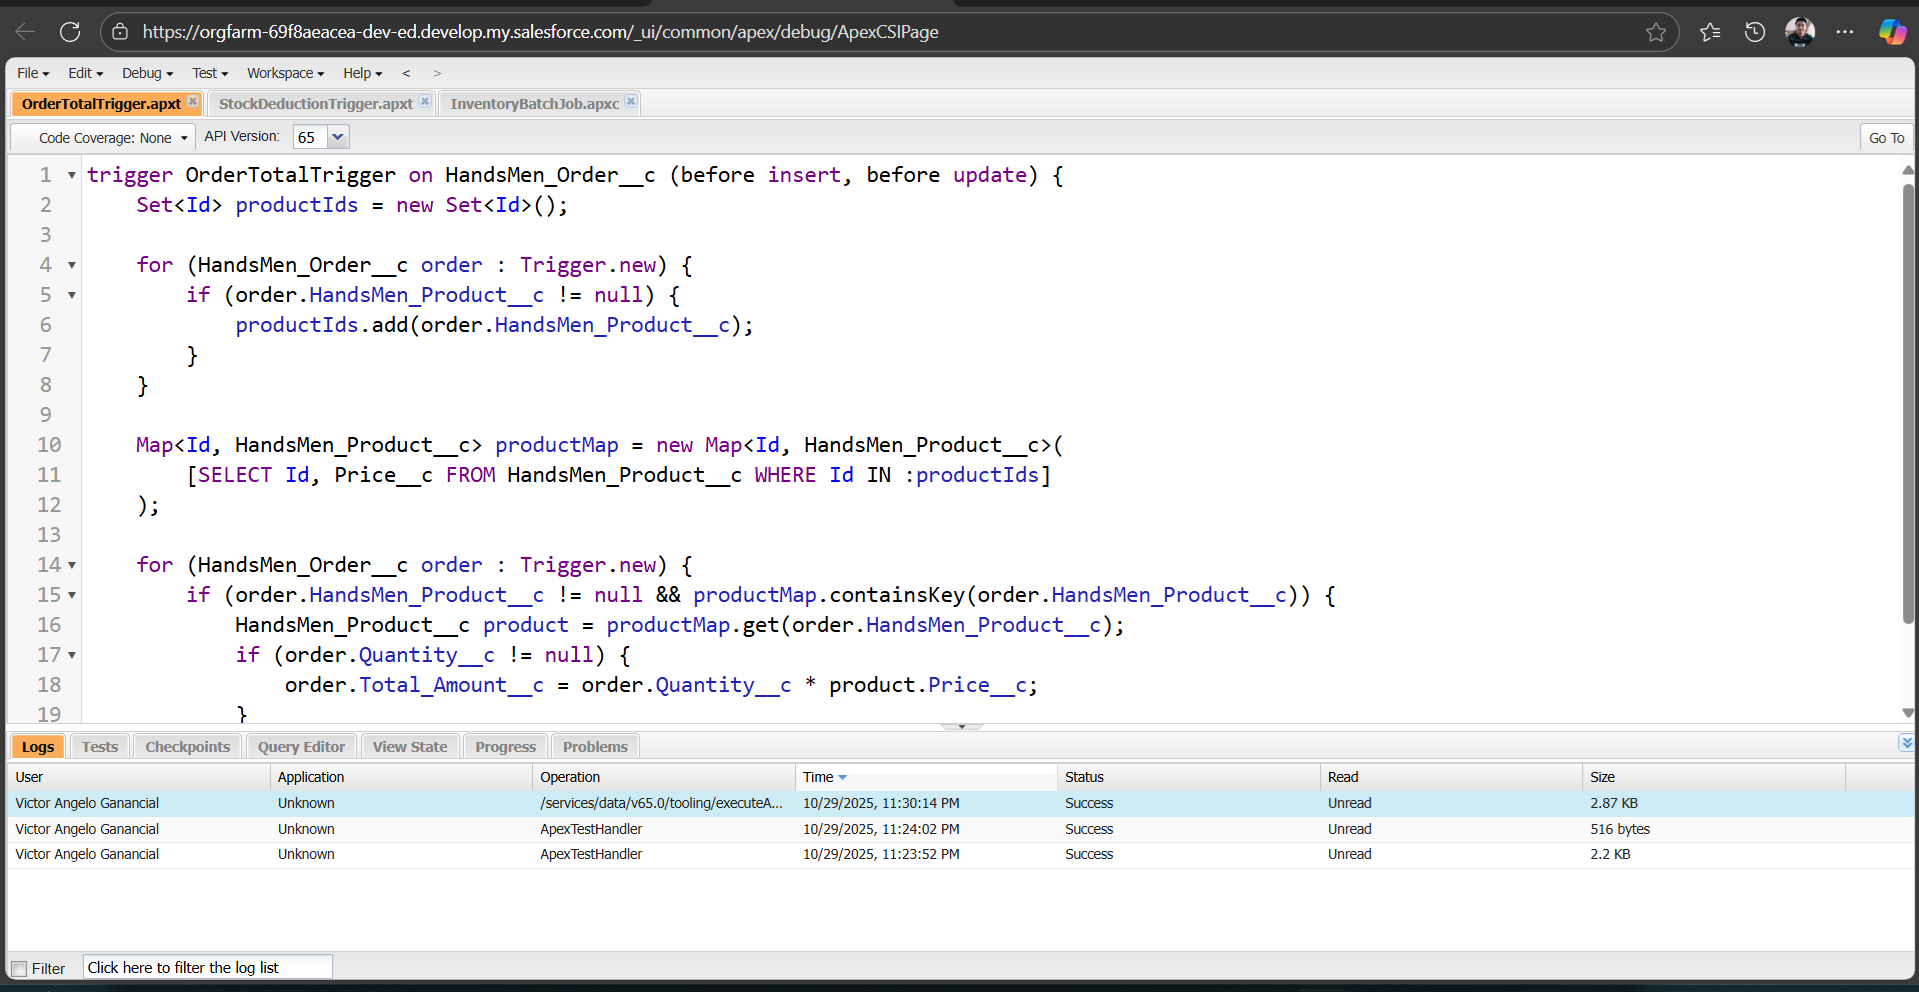 https://orgfarm-69f8aeacea-dev-ed.develop.my.salesforce.com/_ui/common/apex/debug/ApexCSIPage
File Edit Debug Test Workspace Help < >
OrderTotalTrigger.apxt StockDeductionTrigger.apxt InventoryBatchJob.apxc
Code Coverage: None API Version: 65 Go To
1 trigger OrderTotalTrigger on HandsMen_Order__c (before insert, before update) {
2 Set<Id> productIds = new Set<Id>();
3
4 for (HandsMen_Order__c order : Trigger.new) {
5 if (order.HandsMen_Product__c != null) {
6 productIds.add(order.HandsMen_Product__c);
7 }
8 }
9
10 Map<Id, HandsMen_Product__c> productMap = new Map<Id, HandsMen_Product__c>(
11 [SELECT Id, Price__c FROM HandsMen_Product__c WHERE Id IN :productIds]
12 );
13
14 for (HandsMen_Order__c order : Trigger.new) {
15 if (order.HandsMen_Product__c != null && productMap.containsKey(order.HandsMen_Product__c)) {
16 HandsMen_Product__c product = productMap.get(order.HandsMen_Product__c);
17 if (order.Quantity__c != null) {
18 order.Total_Amount__c = order.Quantity__c * product.Price__c;
19 }
Logs Tests Checkpoints Query Editor View State Progress Problems
User Application Operation Time Status Read Size
Victor Angelo Ganancial Unknown /services/data/v65.0/tooling/executeA... 10/29/2025, 11:30:14 PM Success Unread 2.87 KB
Victor Angelo Ganancial Unknown ApexTestHandler 10/29/2025, 11:24:02 PM Success Unread 516 bytes
Victor Angelo Ganancial Unknown ApexTestHandler 10/29/2025, 11:23:52 PM Success Unread 2.2 KB
Filter Click here to filter the log list